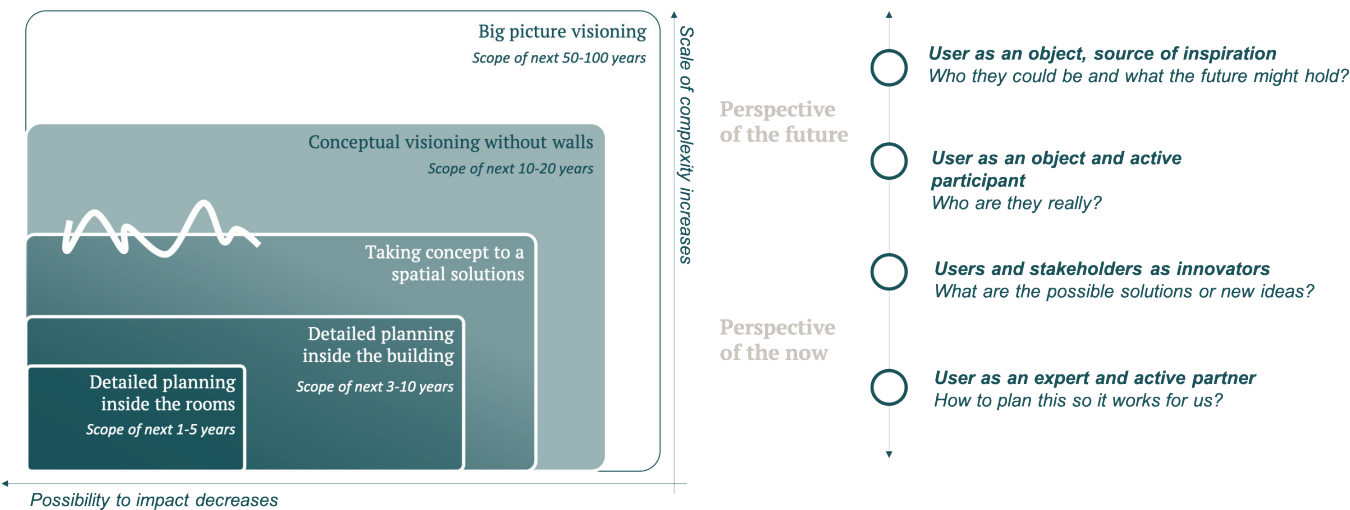 Big picture visioning
Scope of next 50-100 years
Conceptual visioning without walls
Scope of next 10-20 years
Taking concept to a
spatial solutions
Detailed planning
inside the building
Scope of next 3-10 years
Detailed planning
inside the rooms
Scope of next 1-5 years
Possibility to impact decreases
Scale of complexity increases
Perspective
of the future
Perspective
of the now
User as an object, source of inspiration
Who they could be and what the future might hold?
User as an object and active
participant
Who are they really?
Users and stakeholders as innovators
What are the possible solutions or new ideas?
User as an expert and active partner
How to plan this so it works for us?